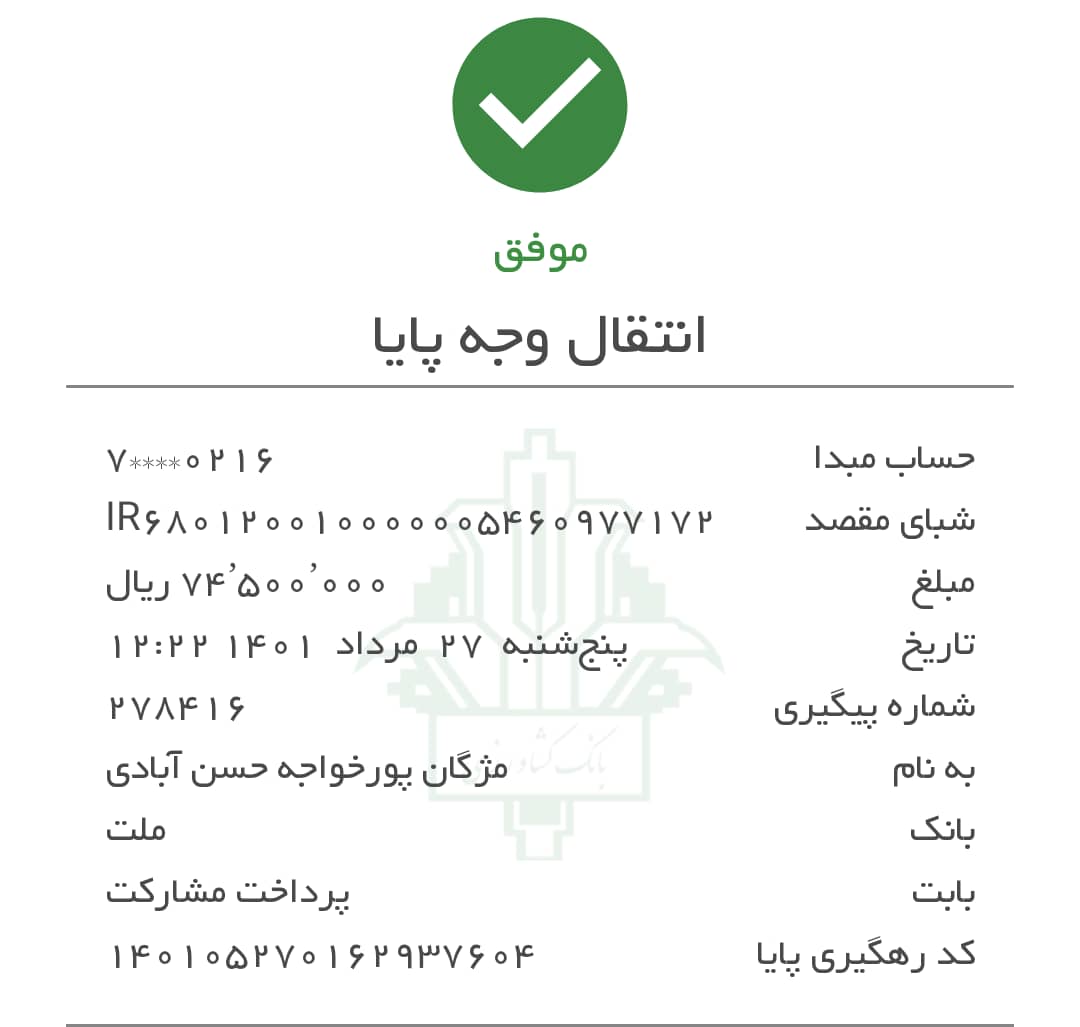 موفق
انتقال وجه پایا
حساب مبدا ۷****۰۲۱۶
شبای مقصد IR۶۸۰۱۲۰۰۱۰۰۰۰۰۰۵۴۶۰۹۷۷۱۷۲
مبلغ ۷۴٬۵۰۰٬۰۰۰ ریال
تاریخ پنج‌شنبه ۲۷ مرداد ۱۴۰۱ ۱۲:۲۲
شماره پیگیری ۲۷۸۴۱۶
به نام مژگان پورخواجه حسن آبادی
بانک ملت
بابت پرداخت مشارکت
کد رهگیری پایا ۱۴۰۱۰۵۲۷۰۱۶۲۹۳۷۶۰۴
بانک کشاورزی